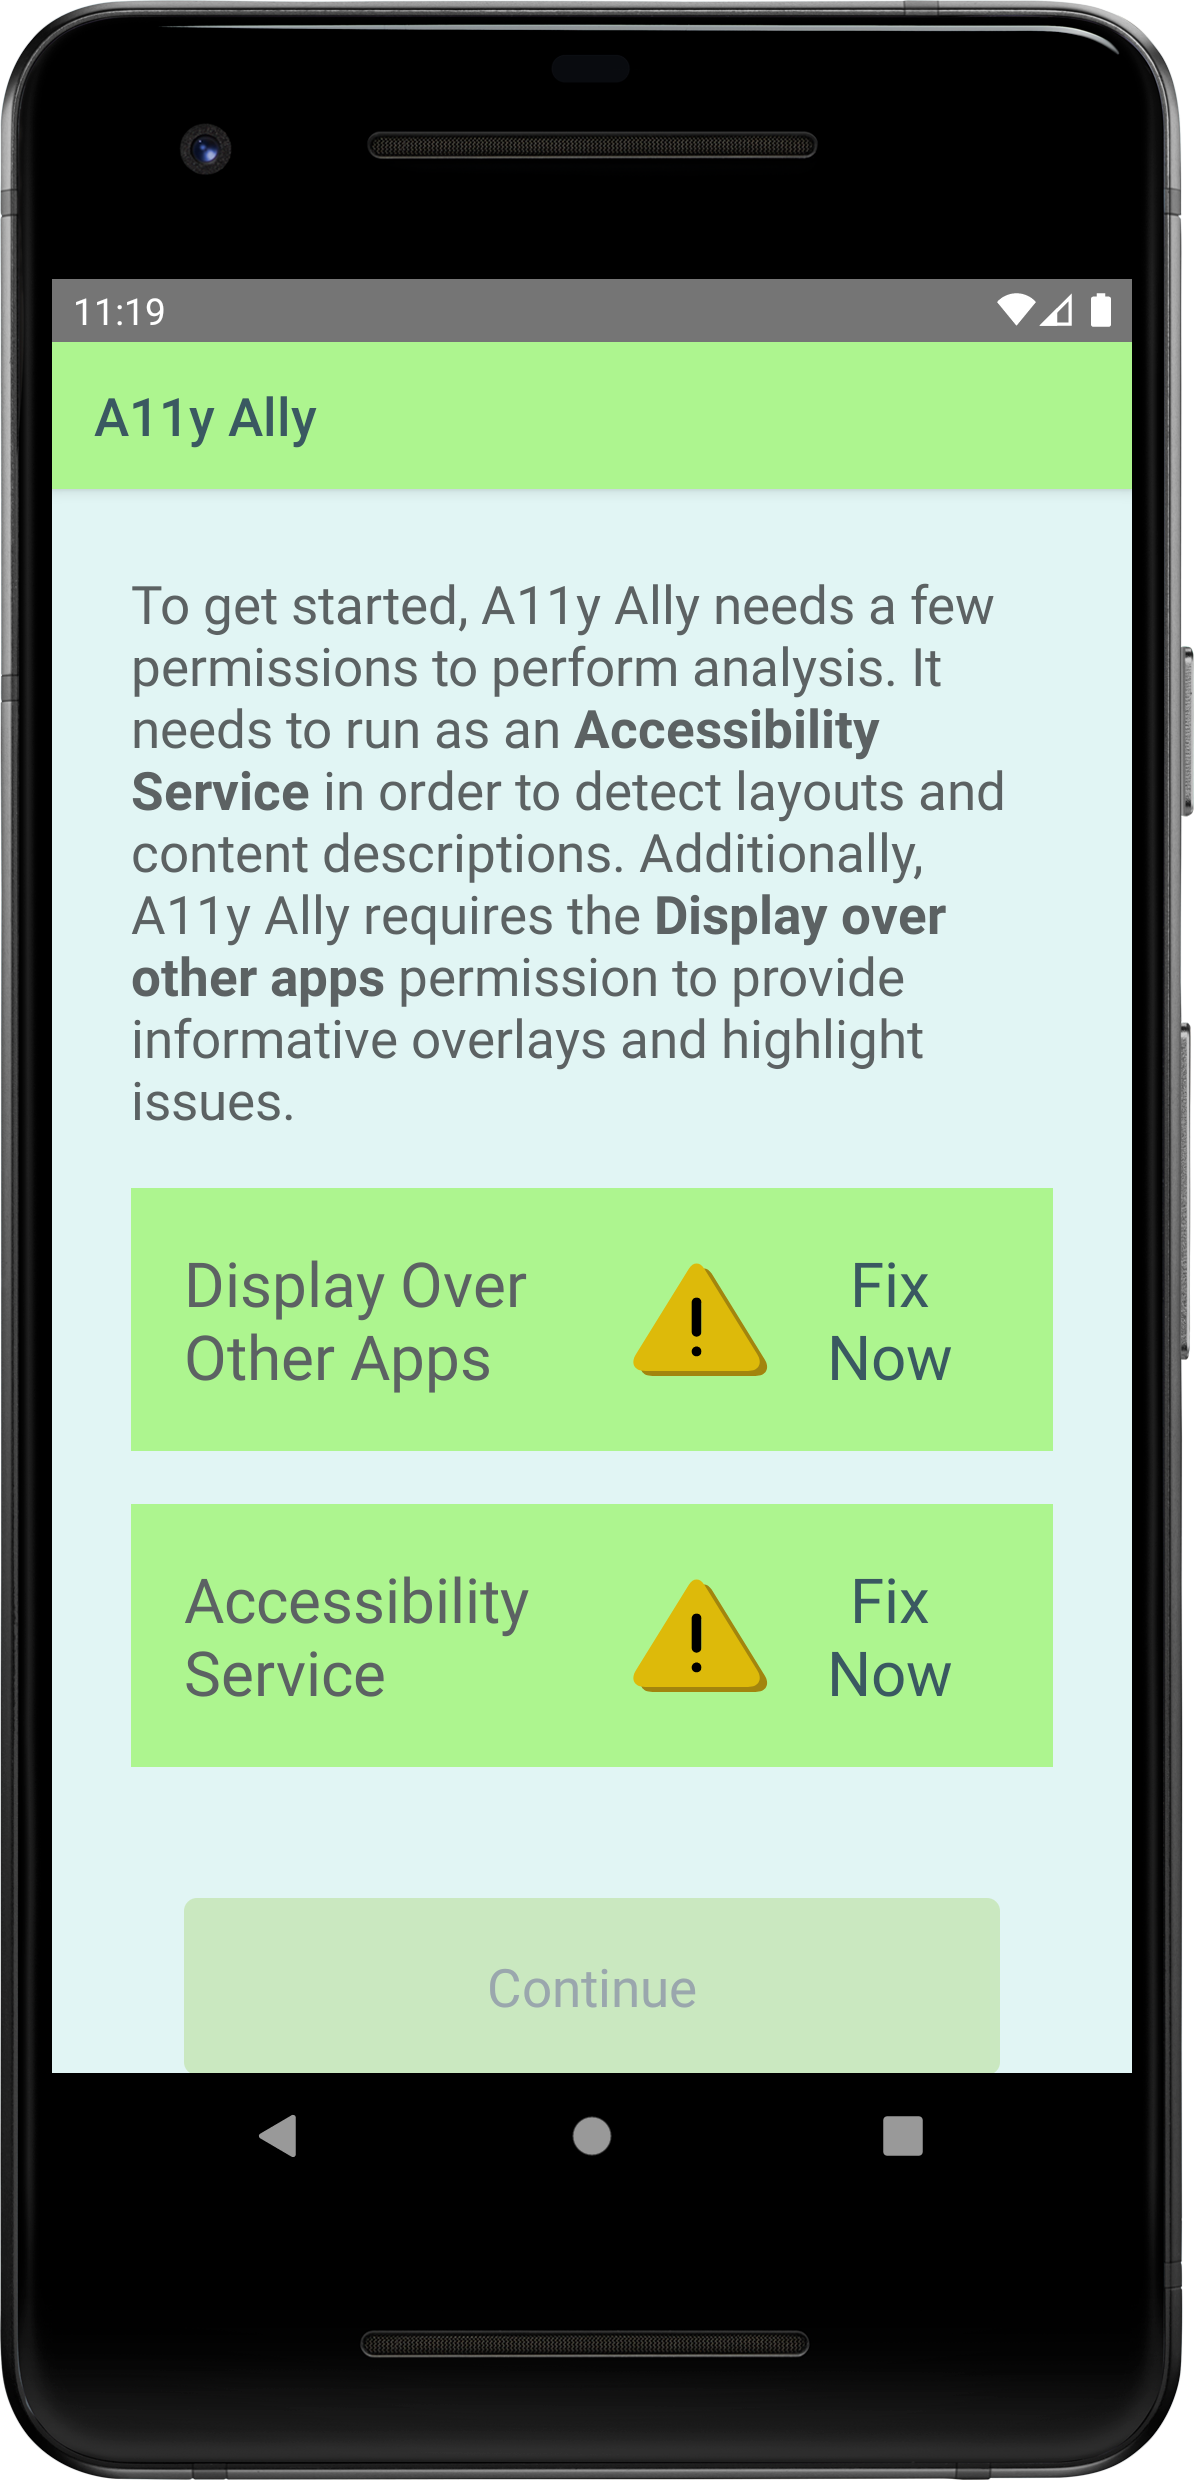 11:19
A11y Ally
To get started, A11y Ally needs a few
permissions to perform analysis. It
needs to run as an Accessibility
Service in order to detect layouts and
content descriptions. Additionally,
A11y Ally requires the Display over
other apps permission to provide
informative overlays and highlight
issues.
Display Over
Other Apps
Fix
Now
Accessibility
Service
Fix
Now
Continue